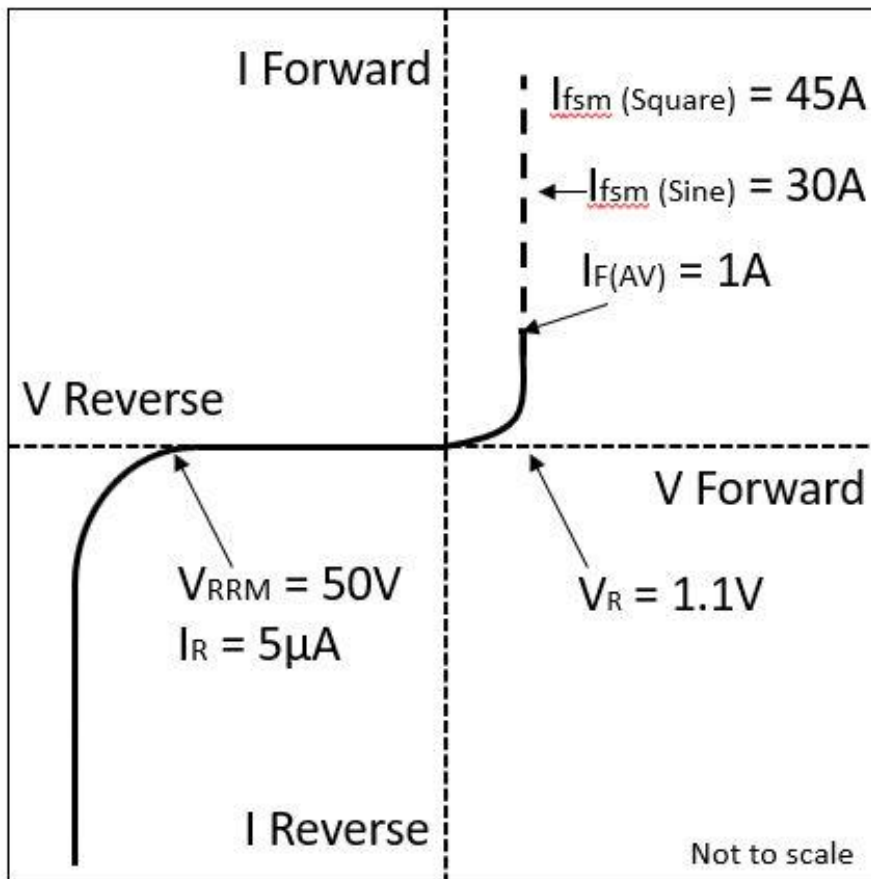 I Forward
Ifsm (Square) = 45A
Ifsm (Sine) = 30A
IF(AV) = 1A
V Reverse
V Forward
VRRM = 50V
IR = 5µA
VR = 1.1V
I Reverse
Not to scale